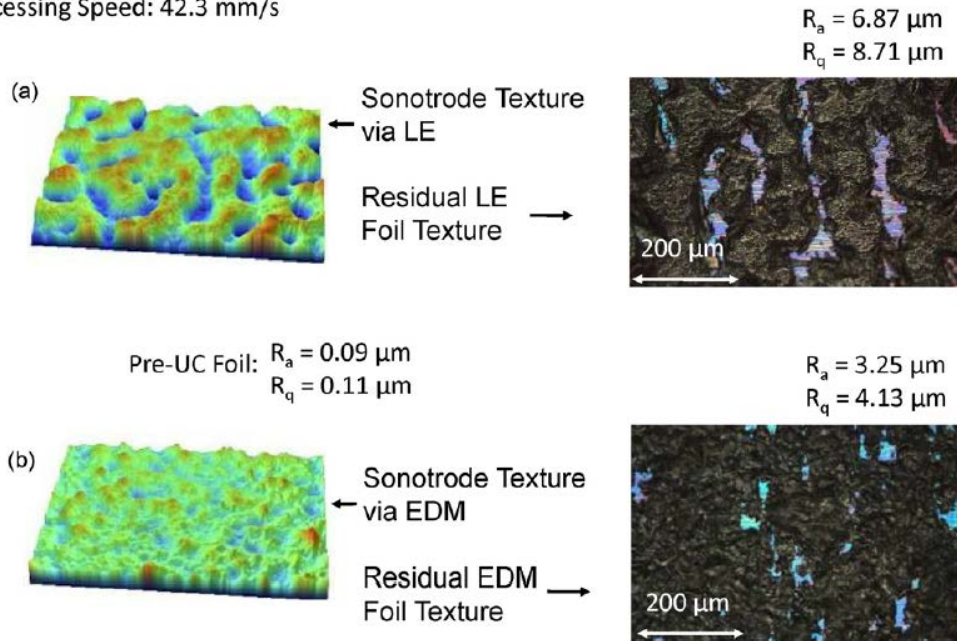 cessing Speed: 42.3 mm/s
Rₐ = 6.87 µm
R_q = 8.71 µm
(a)
Sonotrode Texture
via LE
Residual LE
Foil Texture
200 µm
Pre-UC Foil: Rₐ = 0.09 µm
R_q = 0.11 µm
Rₐ = 3.25 µm
R_q = 4.13 µm
(b)
Sonotrode Texture
via EDM
Residual EDM
Foil Texture
200 µm